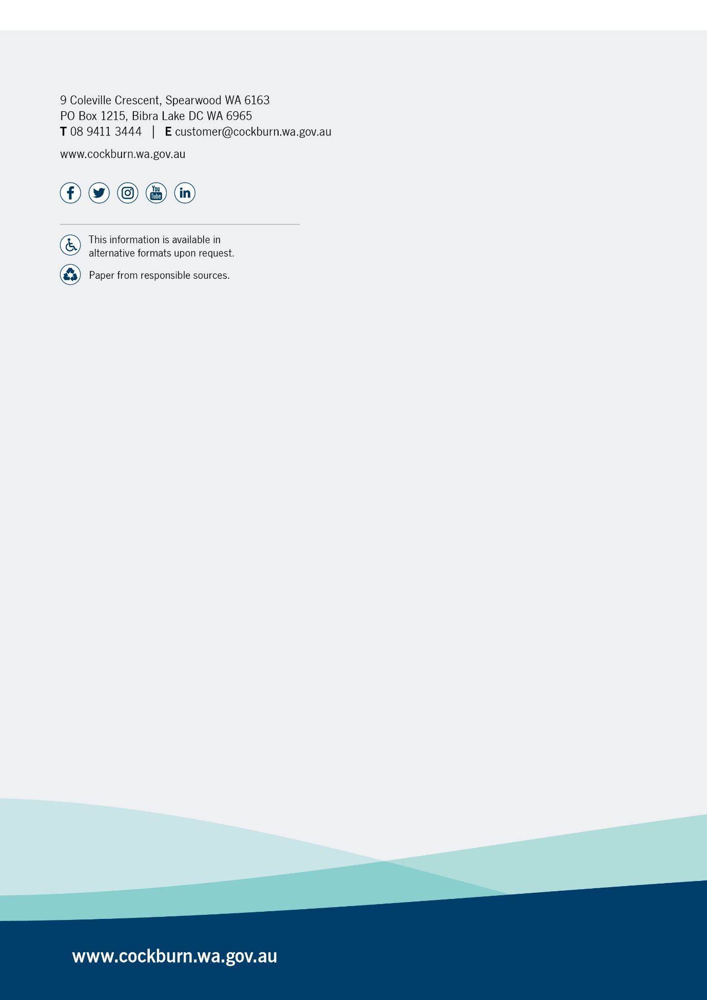 9 Coleville Crescent, Spearwood WA 6163
PO Box 1215, Bibra Lake DC WA 6965
T 08 9411 3444 | E customer@cockburn.wa.gov.au
www.cockburn.wa.gov.au
f You Tube in
This information is available in
alternative formats upon request.
Paper from responsible sources.
www.cockburn.wa.gov.au